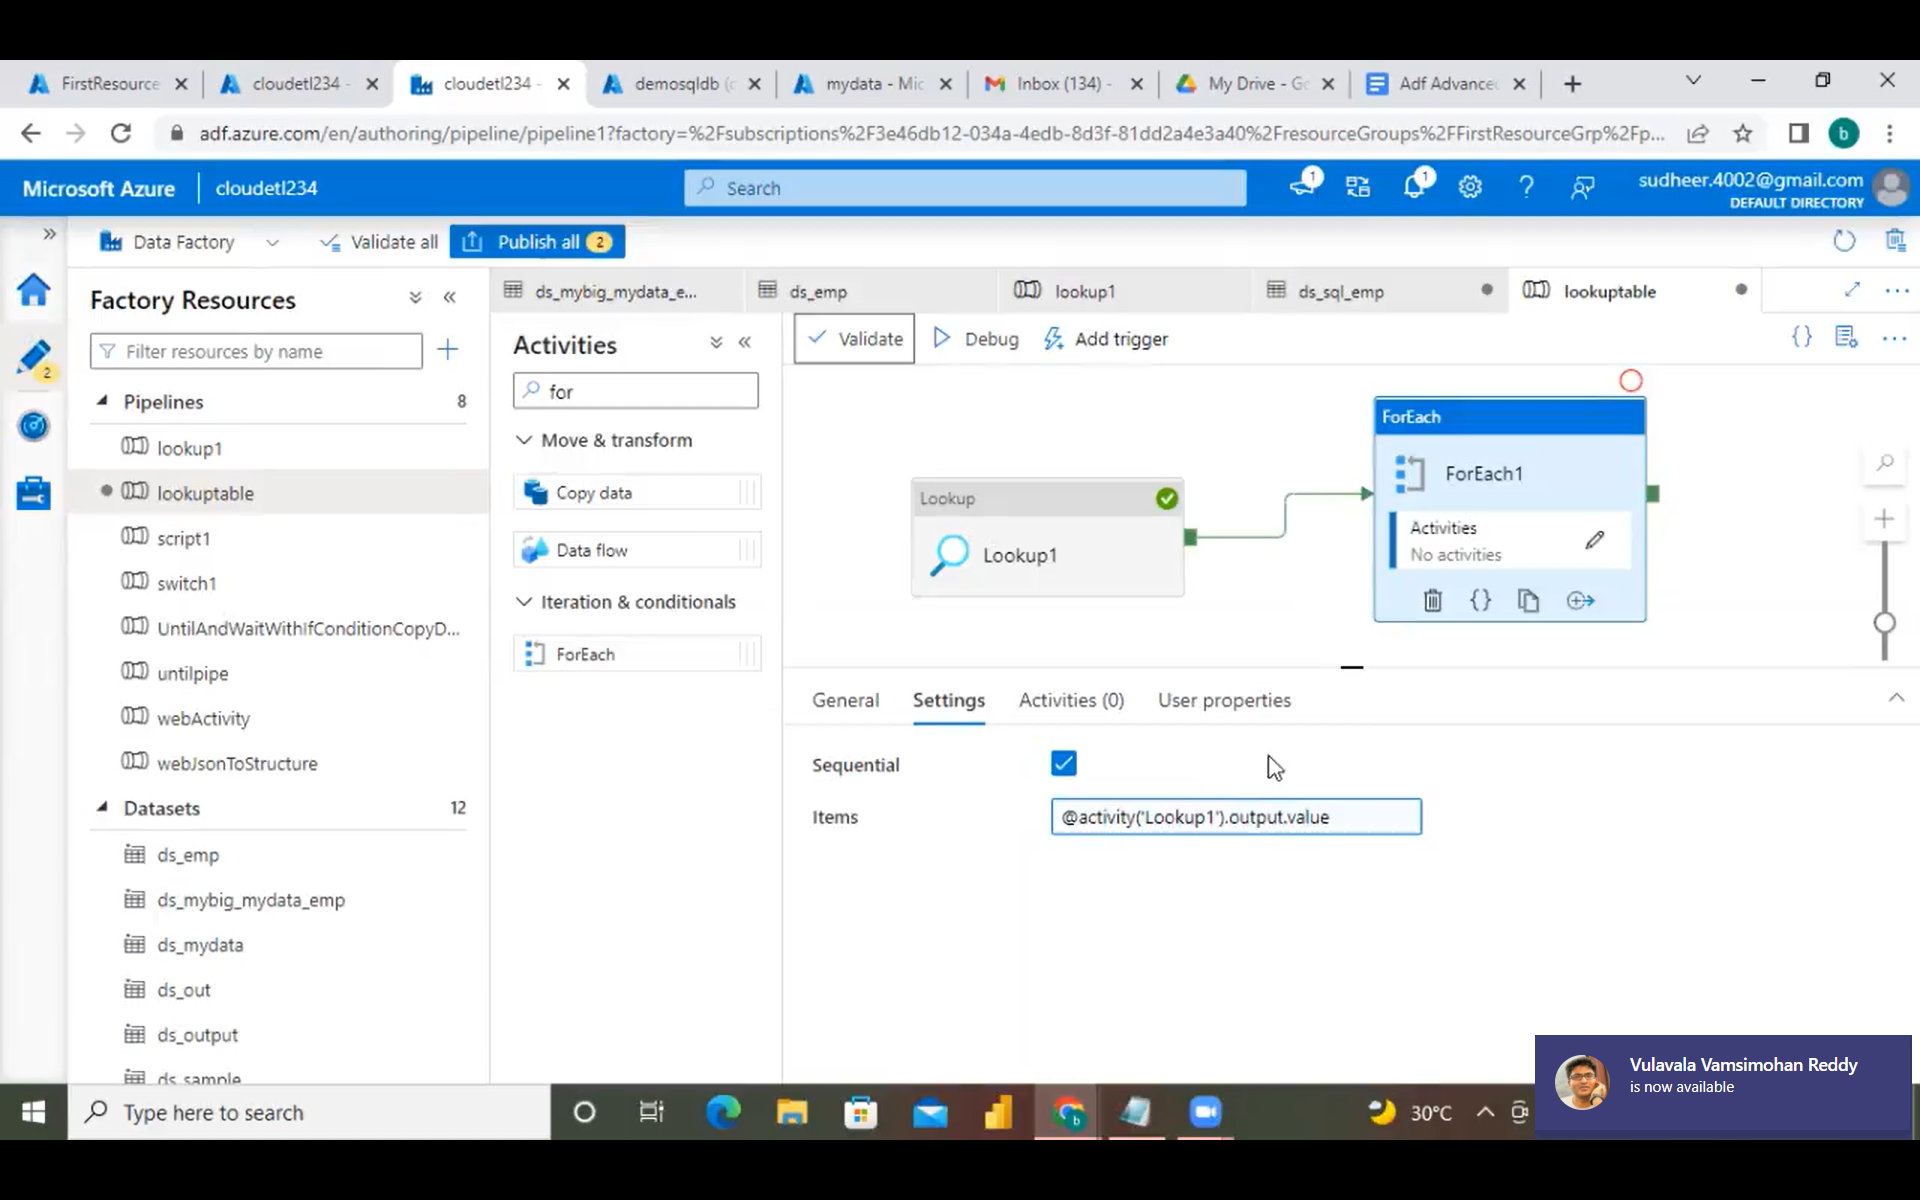 FirstResource
cloudetl234 -
cloudetl234 -
demosqldb (c
mydata - Mic
Inbox (134) -
My Drive - Go
Adf Advance
adf.azure.com/en/authoring/pipeline/pipeline1?factory=%2Fsubscriptions%2F3e46db12-034a-4edb-8d3f-81dd2a4e3a40%2FresourceGroups%2FFirstResourceGrp%2Fp...
b
Microsoft Azure
cloudetl234
Search
1
1
sudheer.4002@gmail.com
DEFAULT DIRECTORY
Data Factory
Validate all
Publish all 2
Factory Resources
Filter resources by name
2
Pipelines 8
lookup1
lookuptable
script1
switch1
UntilAndWaitWithIfConditionCopyD...
untilpipe
webActivity
webJsonToStructure
Datasets 12
ds_emp
ds_mybig_mydata_emp
ds_mydata
ds_out
ds_output
ds_sample
ds_mybig_mydata_e...
ds_emp
lookup1
ds_sql_emp
lookuptable
Activities
for
Move & transform
Copy data
Data flow
Iteration & conditionals
ForEach
Validate
Debug
Add trigger
Lookup
Lookup1
ForEach
ForEach1
Activities
No activities
General
Settings
Activities (0)
User properties
Sequential
Items
@activity('Lookup1').output.value
Vulavala Vamsimohan Reddy
is now available
Type here to search
b
30°C